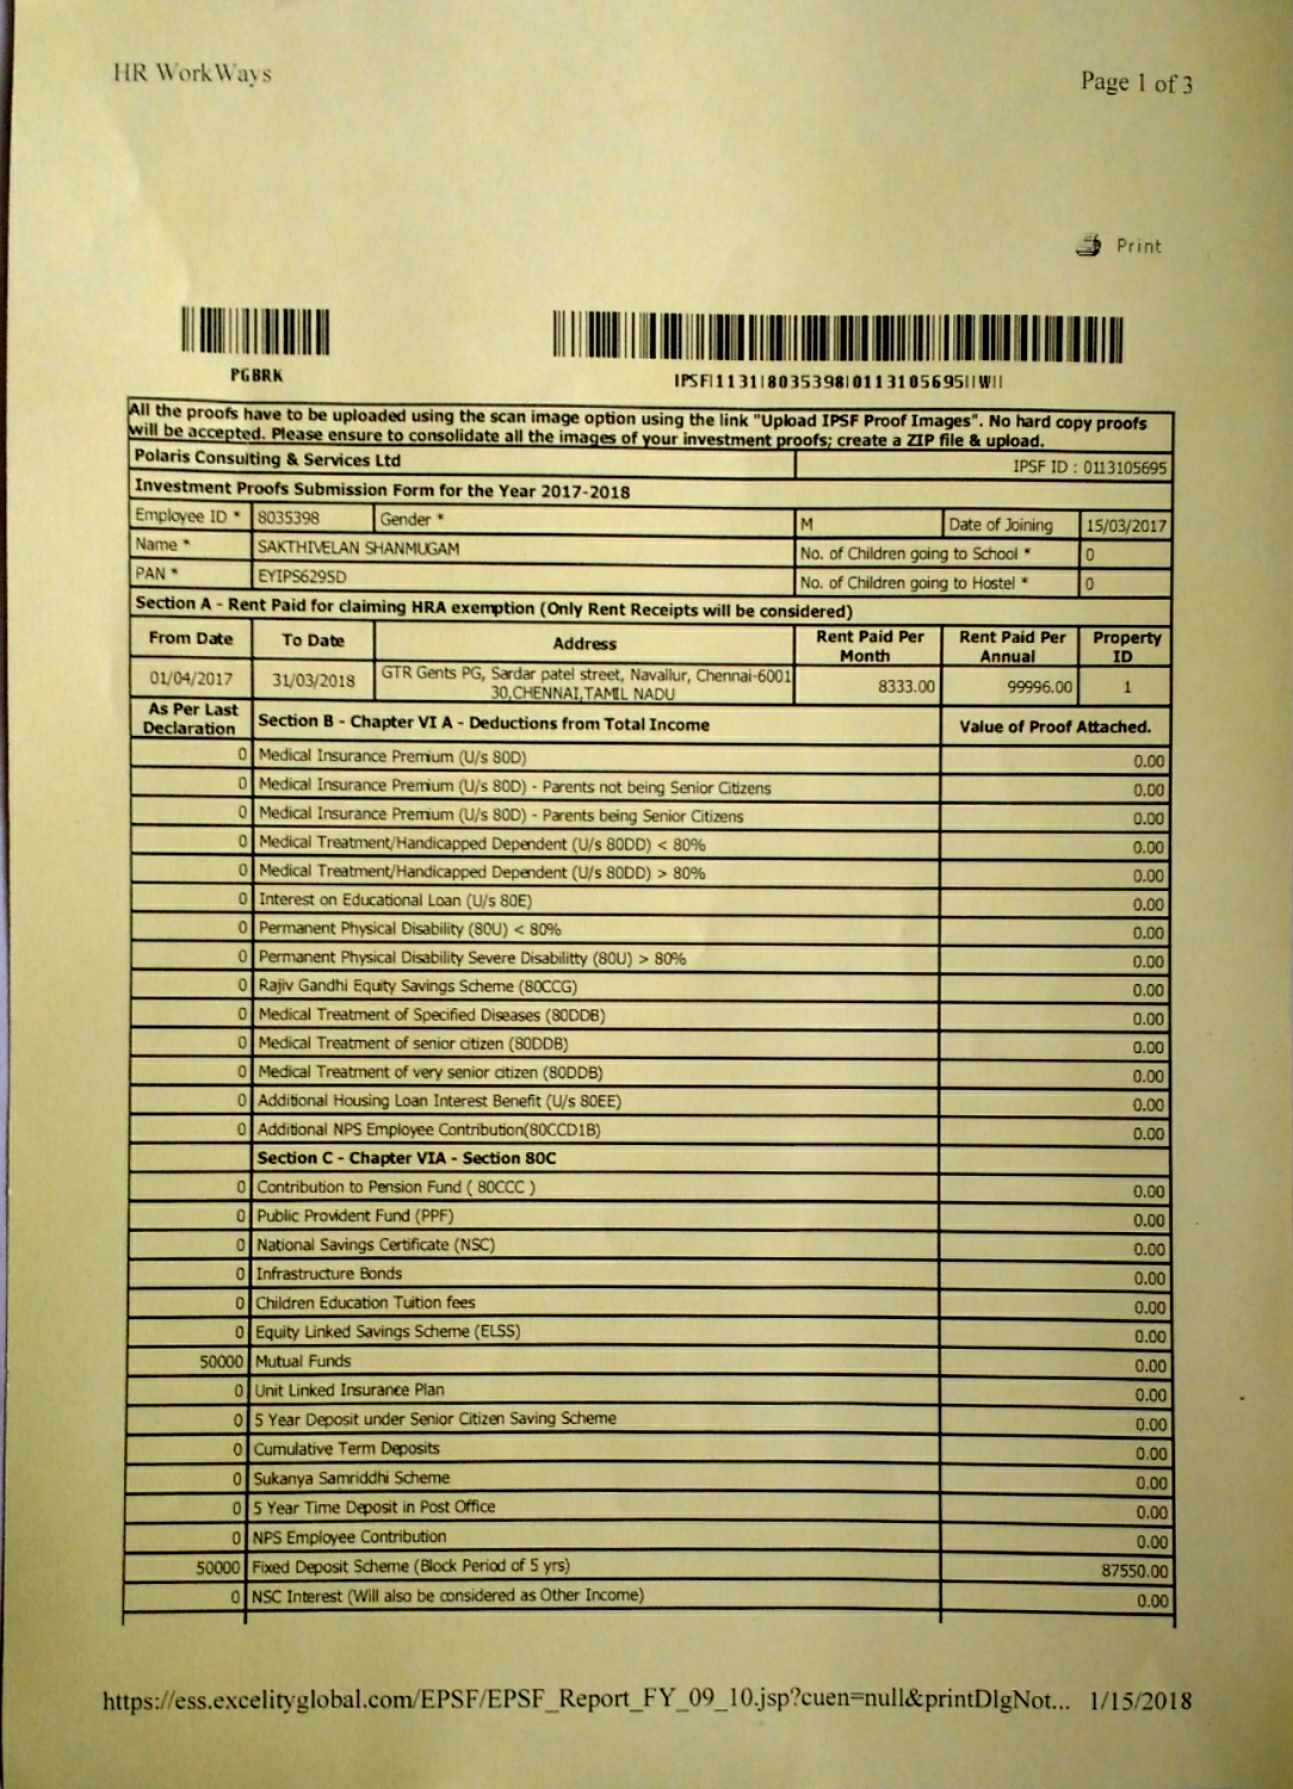 HR WorkWays
Page 1 of 3
Print
PGBRK
IPSF|1131|8035398|0113105695||W||
All the proofs have to be uploaded using the scan image option using the link "Upload IPSF Proof Images". No hard copy proofs
will be accepted. Please ensure to consolidate all the images of your investment proofs; create a ZIP file & upload.
Polaris Consulting & Services Ltd IPSF ID : 0113105695
Investment Proofs Submission Form for the Year 2017-2018
Employee ID * 8035398 Gender * M Date of Joining 15/03/2017
Name * SAKTHIVELAN SHANMUGAM No. of Children going to School * 0
PAN * EYIPS6295D No. of Children going to Hostel * 0
Section A - Rent Paid for claiming HRA exemption (Only Rent Receipts will be considered)
From Date To Date Address Rent Paid Per Month Rent Paid Per Annual Property ID
01/04/2017 31/03/2018 GTR Gents PG, Sardar patel street, Navallur, Chennai-6001
30,CHENNAI,TAMIL NADU 8333.00 99996.00 1
As Per Last Declaration Section B - Chapter VI A - Deductions from Total Income Value of Proof Attached.
0 Medical Insurance Premium (U/s 80D) 0.00
0 Medical Insurance Premium (U/s 80D) - Parents not being Senior Citizens 0.00
0 Medical Insurance Premium (U/s 80D) - Parents being Senior Citizens 0.00
0 Medical Treatment/Handicapped Dependent (U/s 80DD) < 80% 0.00
0 Medical Treatment/Handicapped Dependent (U/s 80DD) > 80% 0.00
0 Interest on Educational Loan (U/s 80E) 0.00
0 Permanent Physical Disability (80U) < 80% 0.00
0 Permanent Physical Disability Severe Disabilitty (80U) > 80% 0.00
0 Rajiv Gandhi Equity Savings Scheme (80CCG) 0.00
0 Medical Treatment of Specified Diseases (80DDB) 0.00
0 Medical Treatment of senior citizen (80DDB) 0.00
0 Medical Treatment of very senior citizen (80DDB) 0.00
0 Additional Housing Loan Interest Benefit (U/s 80EE) 0.00
0 Additional NPS Employee Contribution(80CCD1B) 0.00
Section C - Chapter VIA - Section 80C
0 Contribution to Pension Fund ( 80CCC ) 0.00
0 Public Provident Fund (PPF) 0.00
0 National Savings Certificate (NSC) 0.00
0 Infrastructure Bonds 0.00
0 Children Education Tuition fees 0.00
0 Equity Linked Savings Scheme (ELSS) 0.00
50000 Mutual Funds 0.00
0 Unit Linked Insurance Plan 0.00
0 5 Year Deposit under Senior Citizen Saving Scheme 0.00
0 Cumulative Term Deposits 0.00
0 Sukanya Samriddhi Scheme 0.00
0 5 Year Time Deposit in Post Office 0.00
0 NPS Employee Contribution 0.00
50000 Fixed Deposit Scheme (Block Period of 5 yrs) 87550.00
0 NSC Interest (Will also be considered as Other Income) 0.00
https://ess.excelityglobal.com/EPSF/EPSF_Report_FY_09_10.jsp?cuen=null&printDlgNot... 1/15/2018